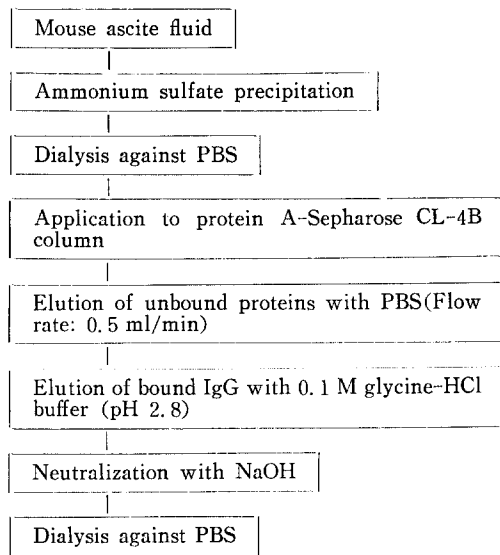 Mouse ascite fluid
Ammonium sulfate precipitation
Dialysis against PBS
Application to protein A-Sepharose CL-4B
column
Elution of unbound proteins with PBS(Flow
rate: 0.5 ml/min)
Elution of bound IgG with 0.1 M glycine-HCl
buffer (pH 2.8)
Neutralization with NaOH
Dialysis against PBS